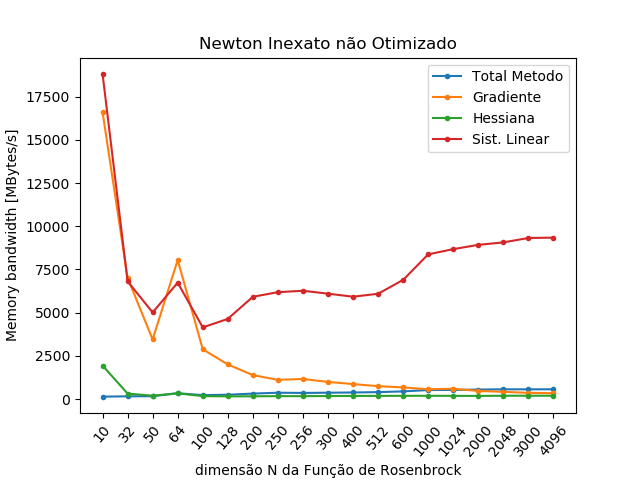 Newton Inexato não Otimizado
Total Metodo
Gradiente
Hessiana
Sist. Linear
Memory bandwidth [MBytes/s]
17500
15000
12500
10000
7500
5000
2500
0
10 32 50 64 100 128 200 250 256 300 400 512 600 1000 1024 2000 2048 3000 4096
dimensão N da Função de Rosenbrock